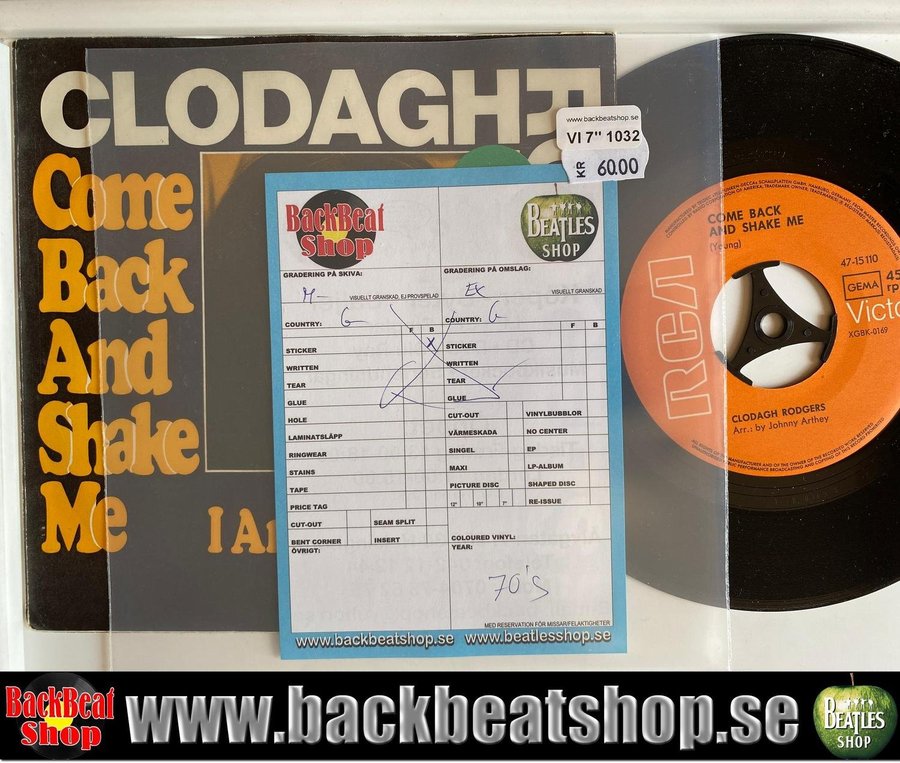 CLODAGH R
Come
Back
And
Shake
Me
I Am
www.backbeatshop.se
VI 7" 1032
KR 60.00
BackBeat
Shop
BEATLES
SHOP
GRADERING PÅ SKIVA:
M-
VISUELLT GRANSKAD, EJ PROVSPELAD
GRADERING PÅ OMSLAG:
EX
VISUELLT GRANSKAD
COUNTRY: G
F B
STICKER X
WRITTEN
TEAR
GLUE
HOLE
LAMINATSLÄPP
RINGWEAR
STAINS
TAPE
PRICE TAG
CUT-OUT SEAM SPLIT
BENT CORNER INSERT
ÖVRIGT:
COUNTRY: G
F B
STICKER
WRITTEN
TEAR
GLUE
CUT-OUT VINYLBUBBLOR
VÄRMESKADA NO CENTER
SINGEL EP
MAXI LP-ALBUM
PICTURE DISC SHAPED DISC
12" 10" 7" RE-ISSUE
COLOURED VINYL:
YEAR:
70's
MED RESERVATION FÖR MISSAR/FELAKTIGHETER
www.backbeatshop.se www.beatlesshop.se
COME BACK
AND SHAKE ME
(Young)
47-15110
GEMA
45
rp
RCA
Victo
XGBK-0169
CLODAGH RODGERS
Arr.: by Johnny Arthey
BackBeat
Shop
www.backbeatshop.se
BEATLES
SHOP